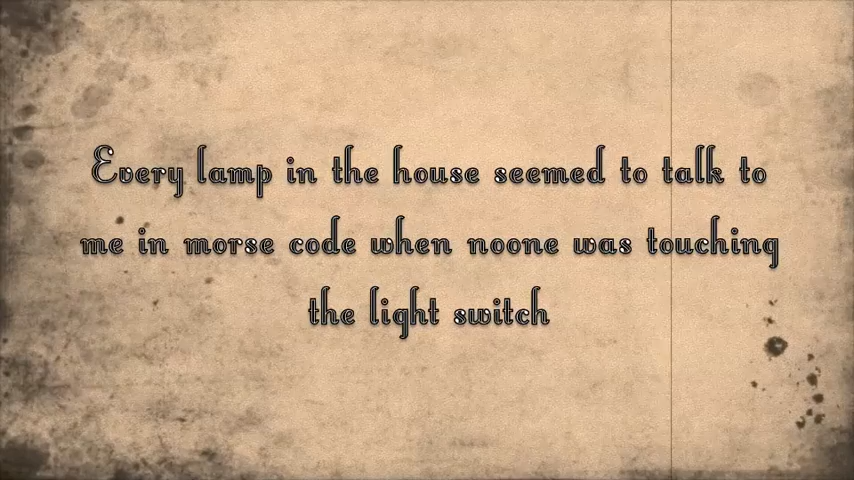 Every lamp in the house seemed to talk to
me in morse code when noone was touching
the light switch